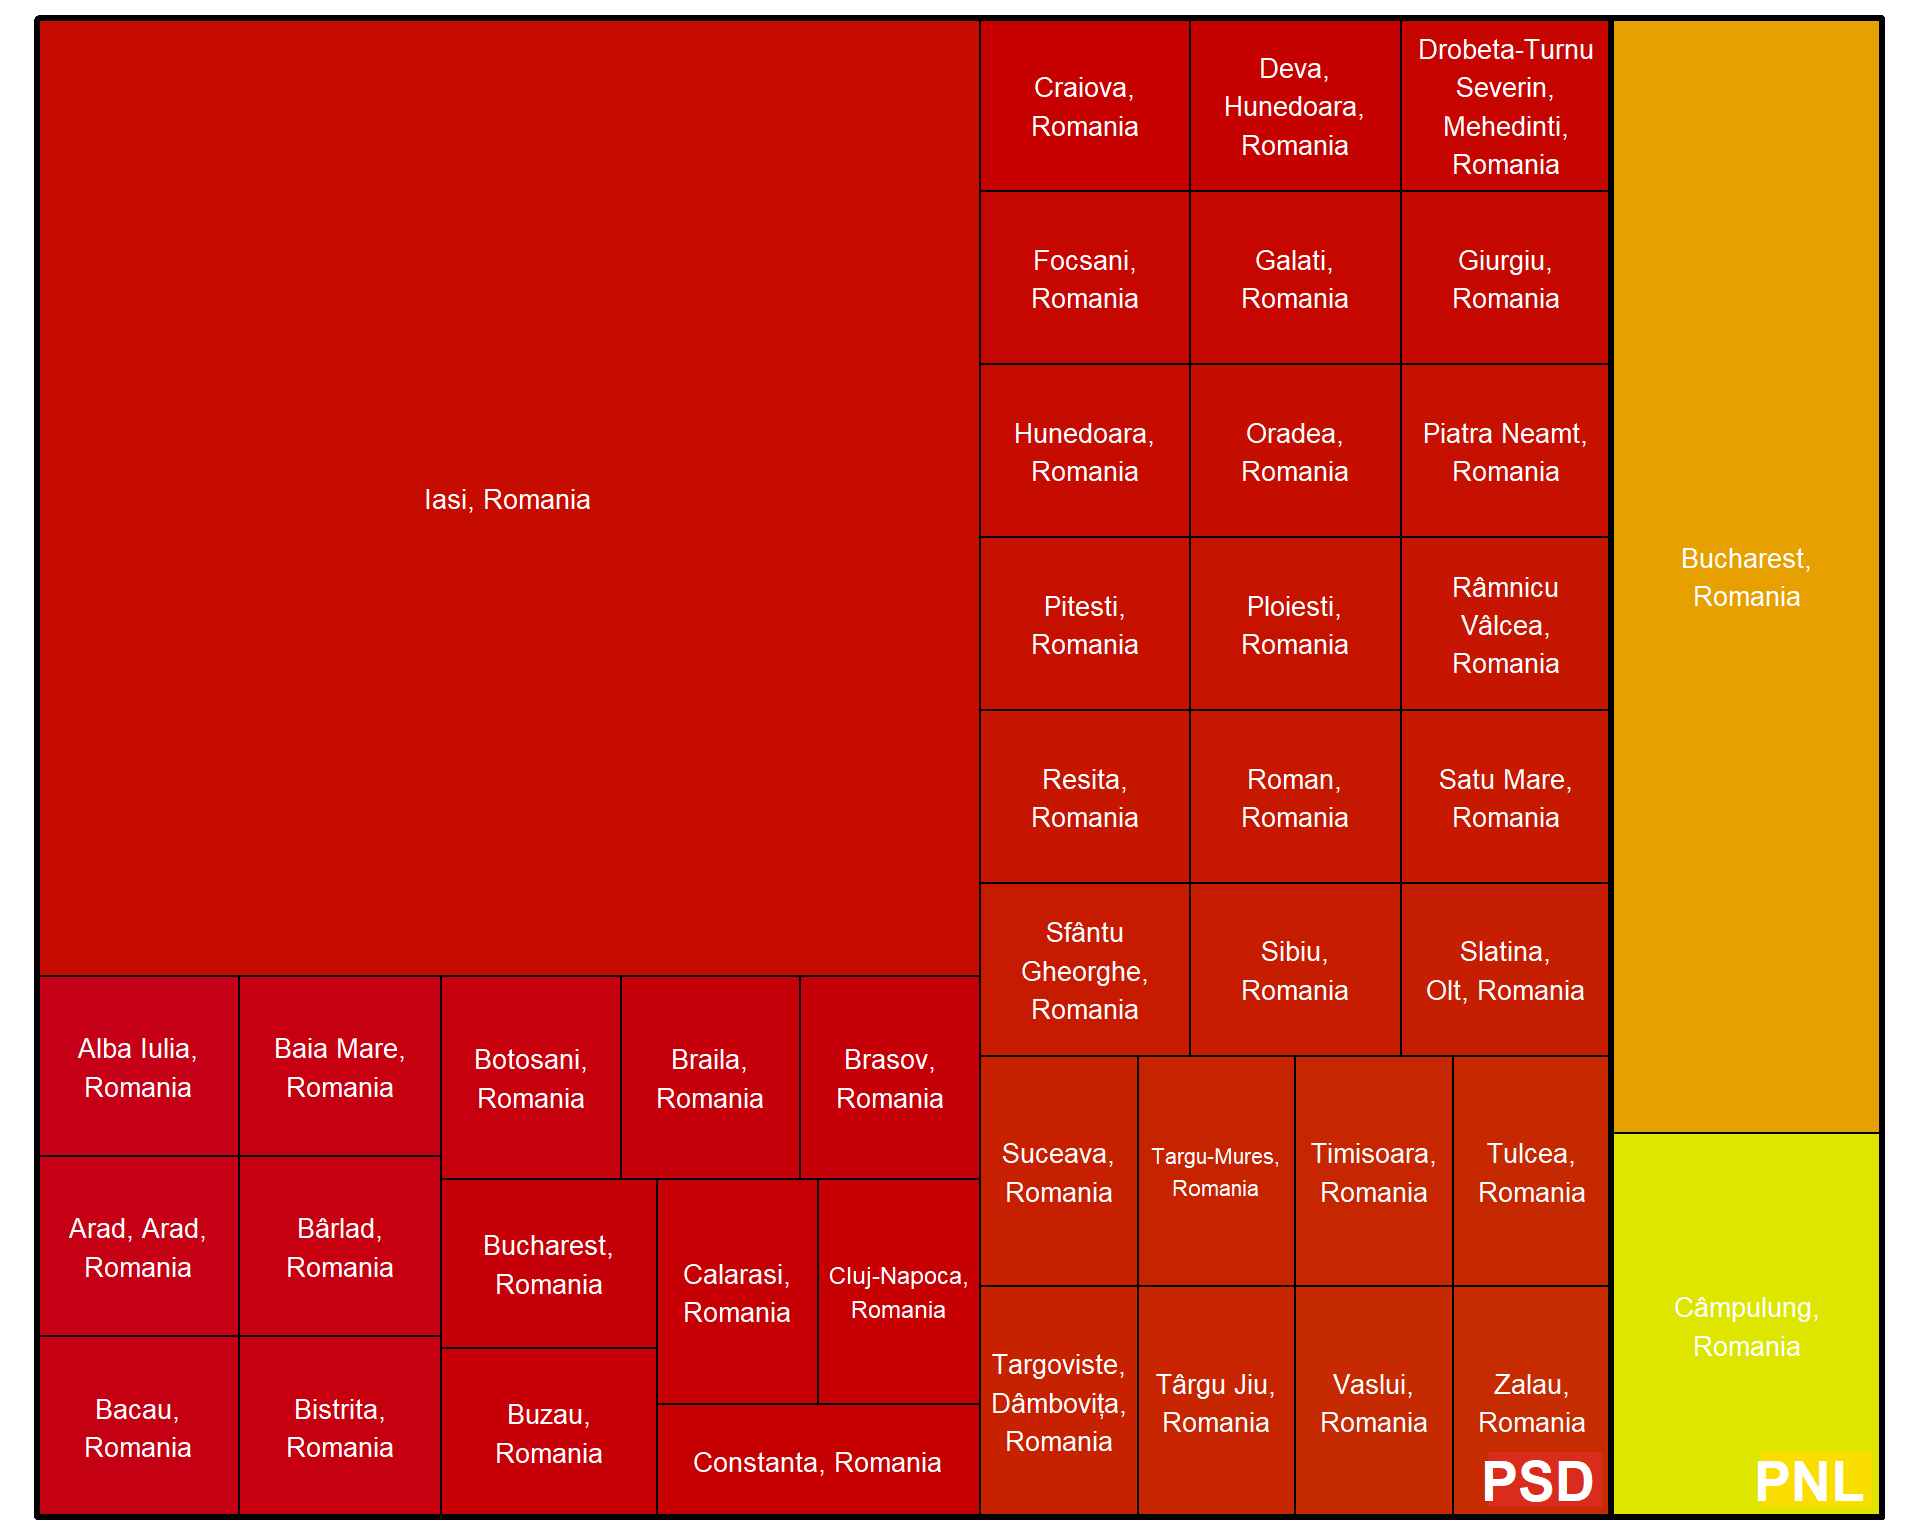 Iasi, Romania
Craiova,
Romania
Deva,
Hunedoara,
Romania
Drobeta-Turnu
Severin,
Mehedinti,
Romania
Focsani,
Romania
Galati,
Romania
Giurgiu,
Romania
Hunedoara,
Romania
Oradea,
Romania
Piatra Neamt,
Romania
Pitesti,
Romania
Ploiesti,
Romania
Râmnicu
Vâlcea,
Romania
Resita,
Romania
Roman,
Romania
Satu Mare,
Romania
Sfântu
Gheorghe,
Romania
Sibiu,
Romania
Slatina,
Olt, Romania
Alba Iulia,
Romania
Baia Mare,
Romania
Botosani,
Romania
Braila,
Romania
Brasov,
Romania
Arad, Arad,
Romania
Bârlad,
Romania
Bucharest,
Romania
Calarasi,
Romania
Cluj-Napoca,
Romania
Bacau,
Romania
Bistrita,
Romania
Buzau,
Romania
Constanta, Romania
Suceava,
Romania
Targu-Mures,
Romania
Timisoara,
Romania
Tulcea,
Romania
Targoviste,
Dâmbovița,
Romania
Târgu Jiu,
Romania
Vaslui,
Romania
Zalau,
Romania
PSD
Bucharest,
Romania
Câmpulung,
Romania
PNL